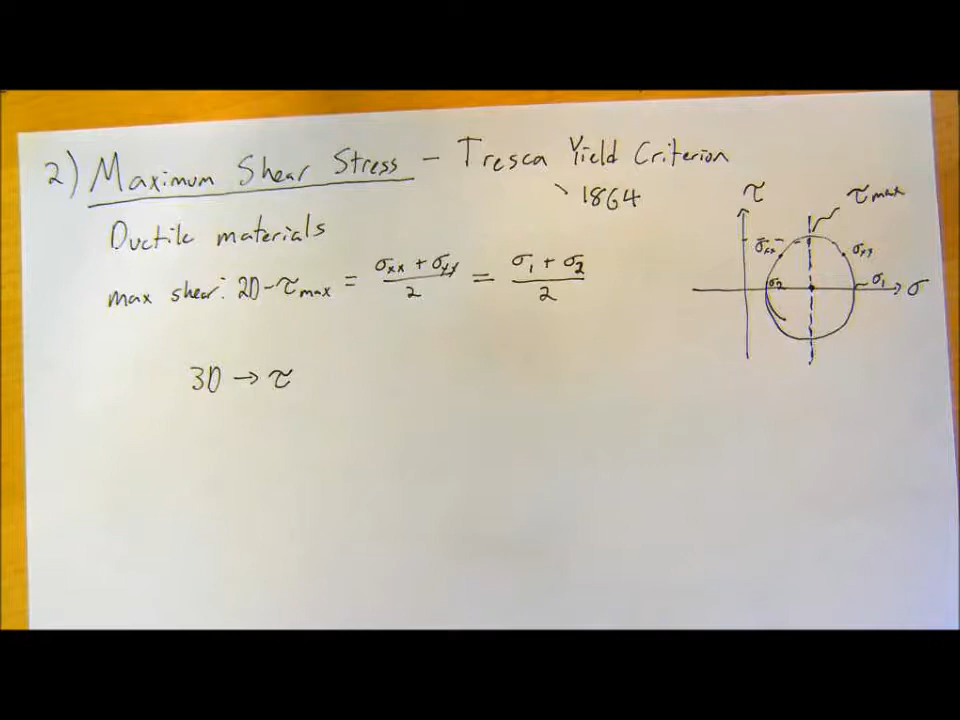 2) Maximum Shear Stress - Tresca Yield Criterion
1864
Ductile materials
max shear: 2D - τmax = (σxx + σyy)/2 = (σ1 + σ2)/2
3D → τ
τ
τmax
σxx
σyy
σ2
σ1
σ